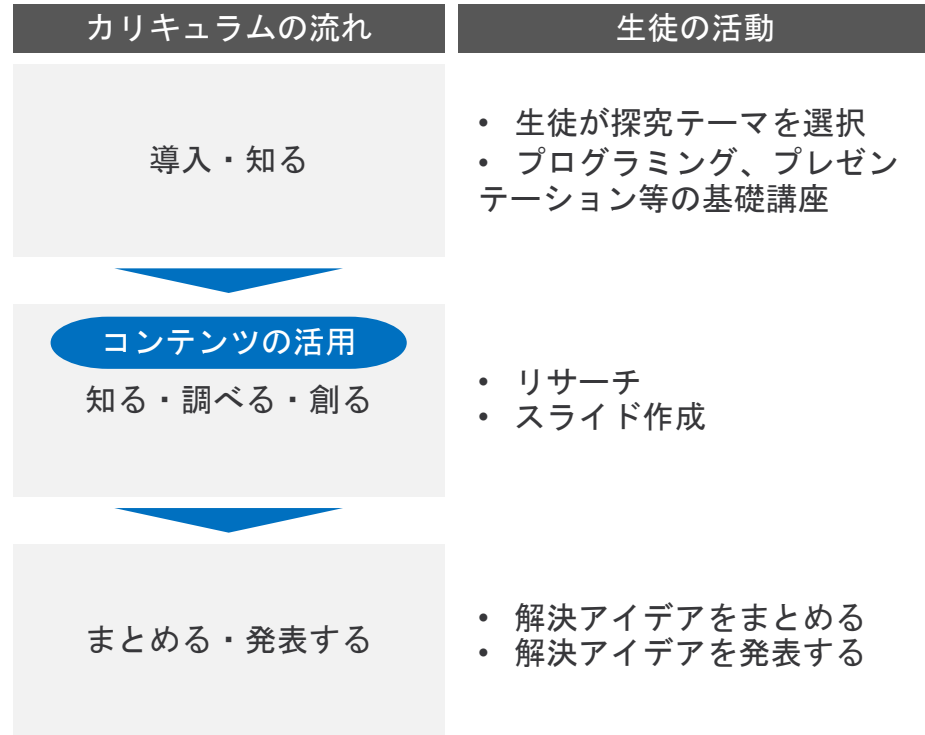 カリキュラムの流れ
生徒の活動
導入・知る
• 生徒が探究テーマを選択
• プログラミング、プレゼン
テーション等の基礎講座
コンテンツの活用
知る・調べる・創る
• リサーチ
• スライド作成
まとめる・発表する
• 解決アイデアをまとめる
• 解決アイデアを発表する